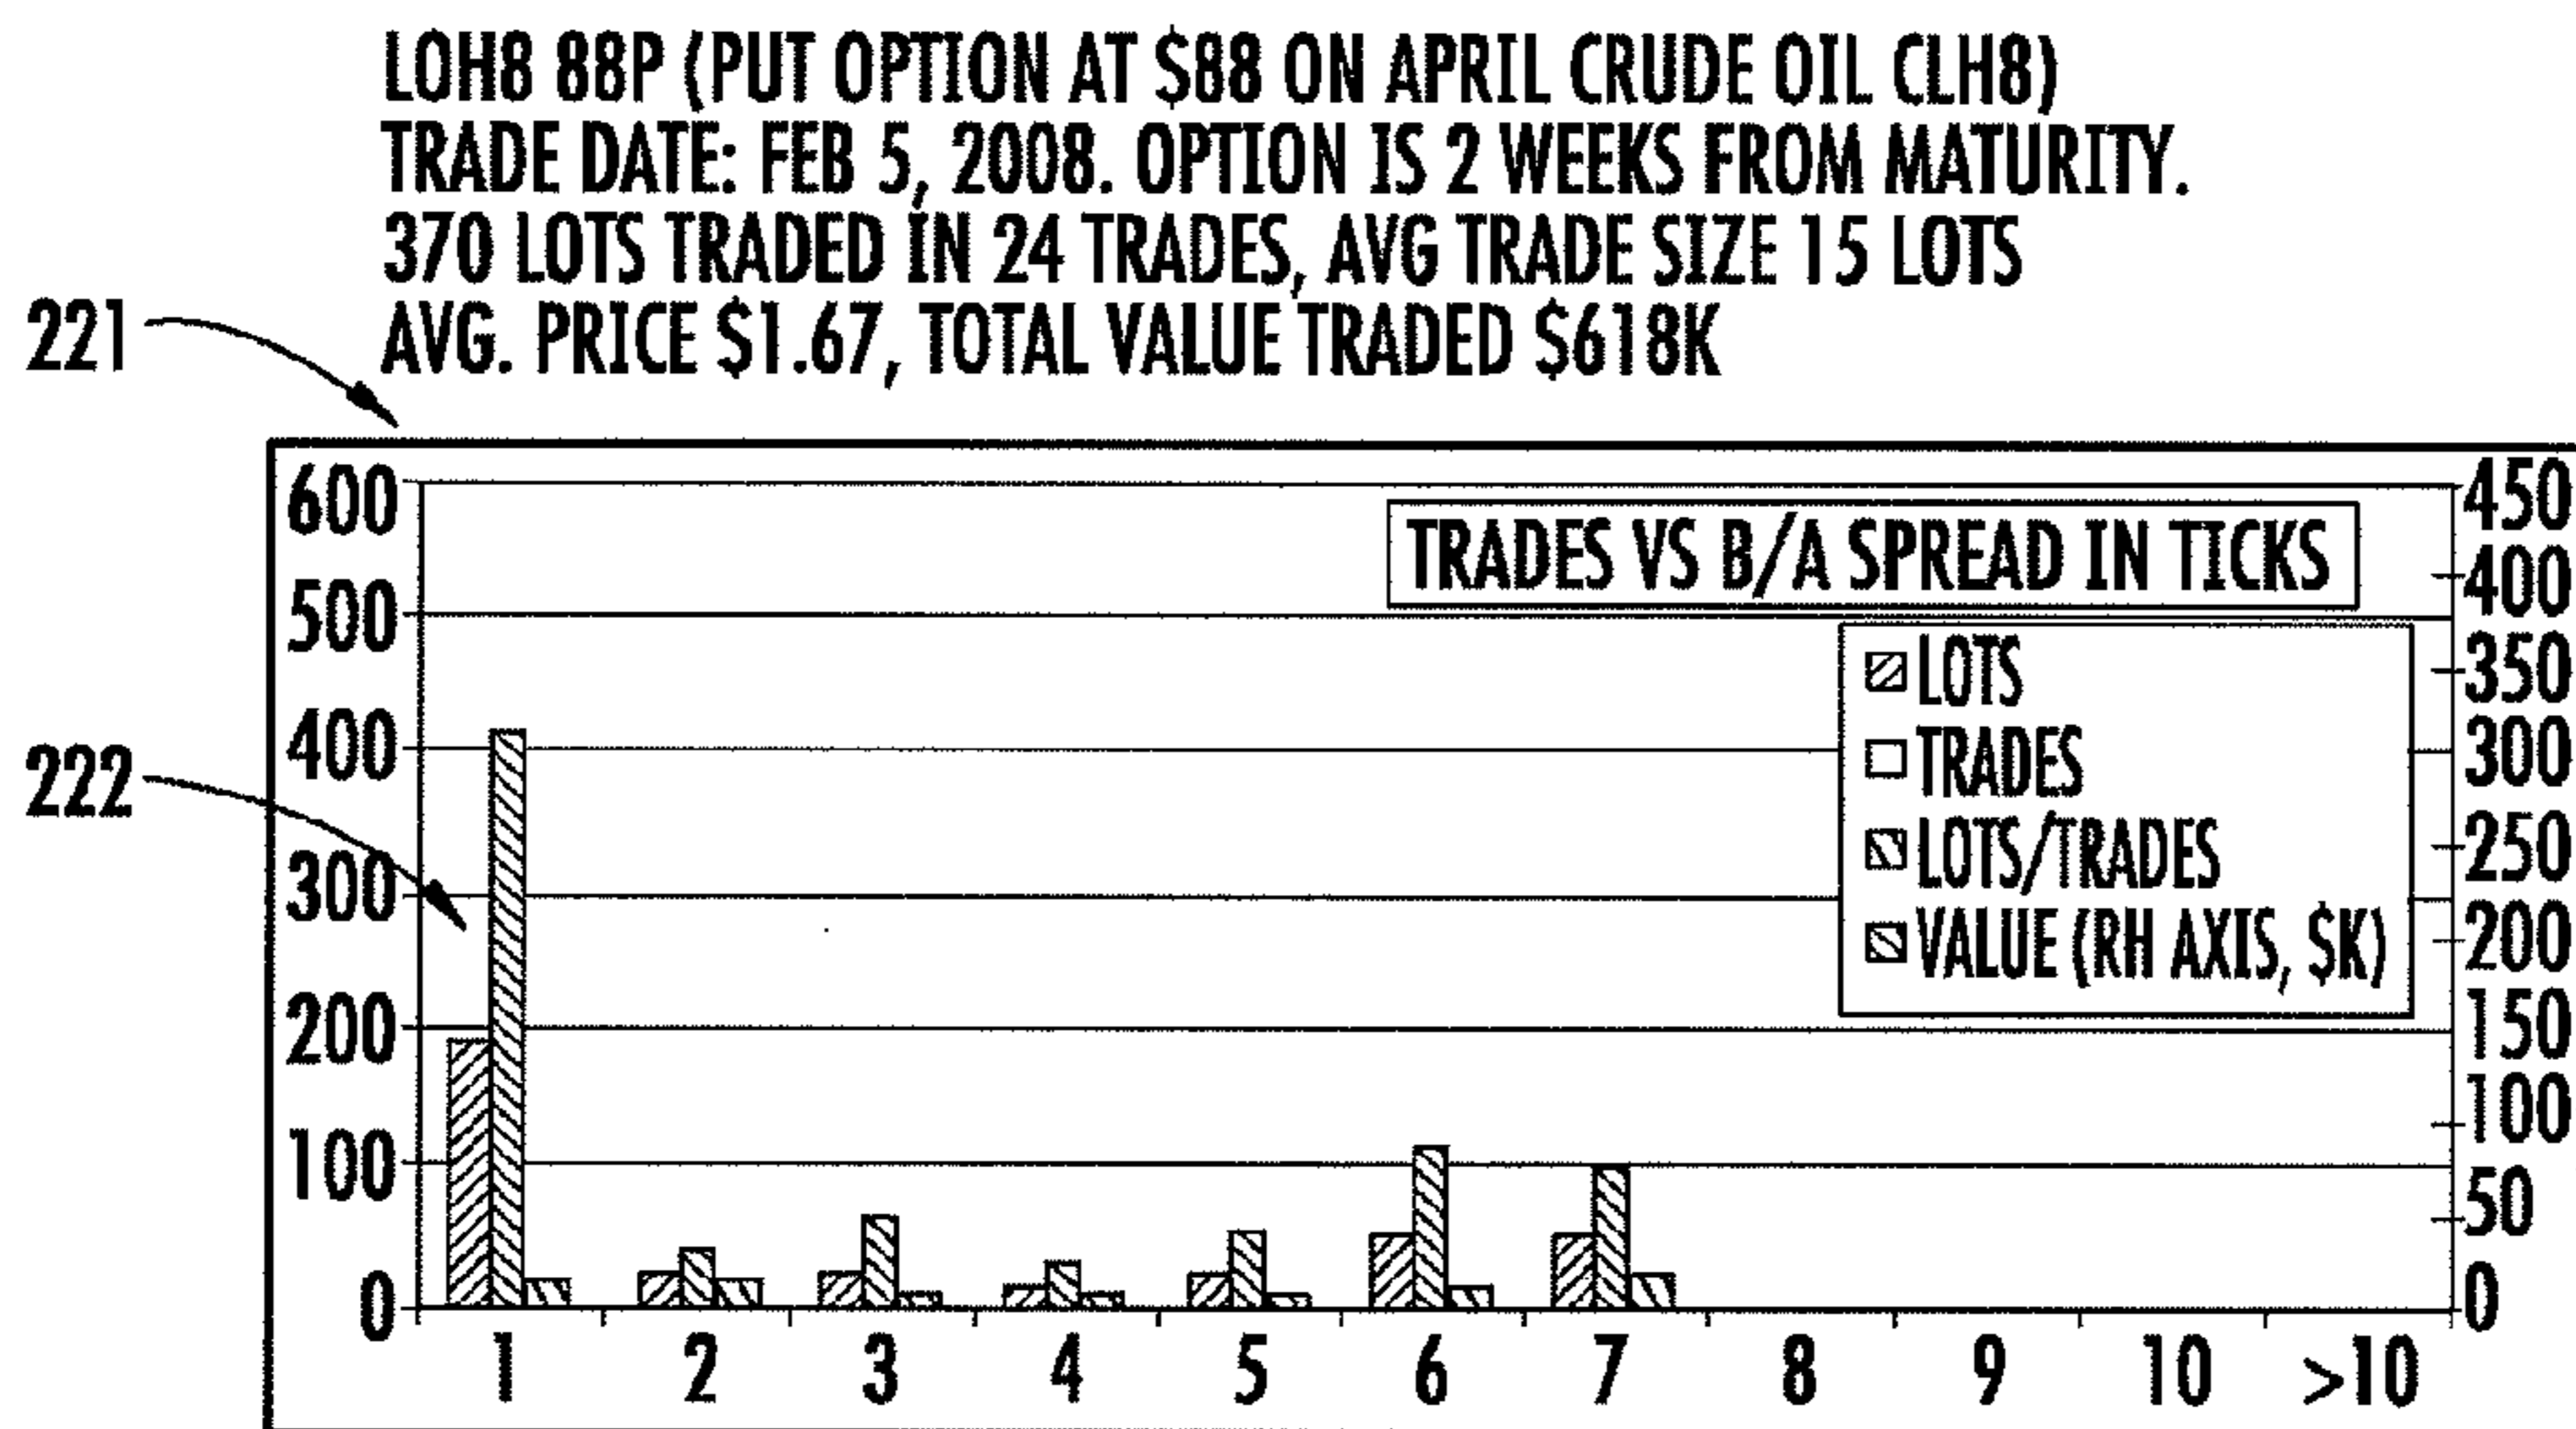 LOH8 88P (PUT OPTION AT $88 ON APRIL CRUDE OIL CLH8)
TRADE DATE: FEB 5, 2008. OPTION IS 2 WEEKS FROM MATURITY.
370 LOTS TRADED IN 24 TRADES, AVG TRADE SIZE 15 LOTS
AVG. PRICE $1.67, TOTAL VALUE TRADED $618K
221
222
600
500
400
300
200
100
0
TRADES VS B/A SPREAD IN TICKS
LOTS
TRADES
LOTS/TRADES
VALUE (RH AXIS, $K)
450
400
350
300
250
200
150
100
50
0
1 2 3 4 5 6 7 8 9 10 >10